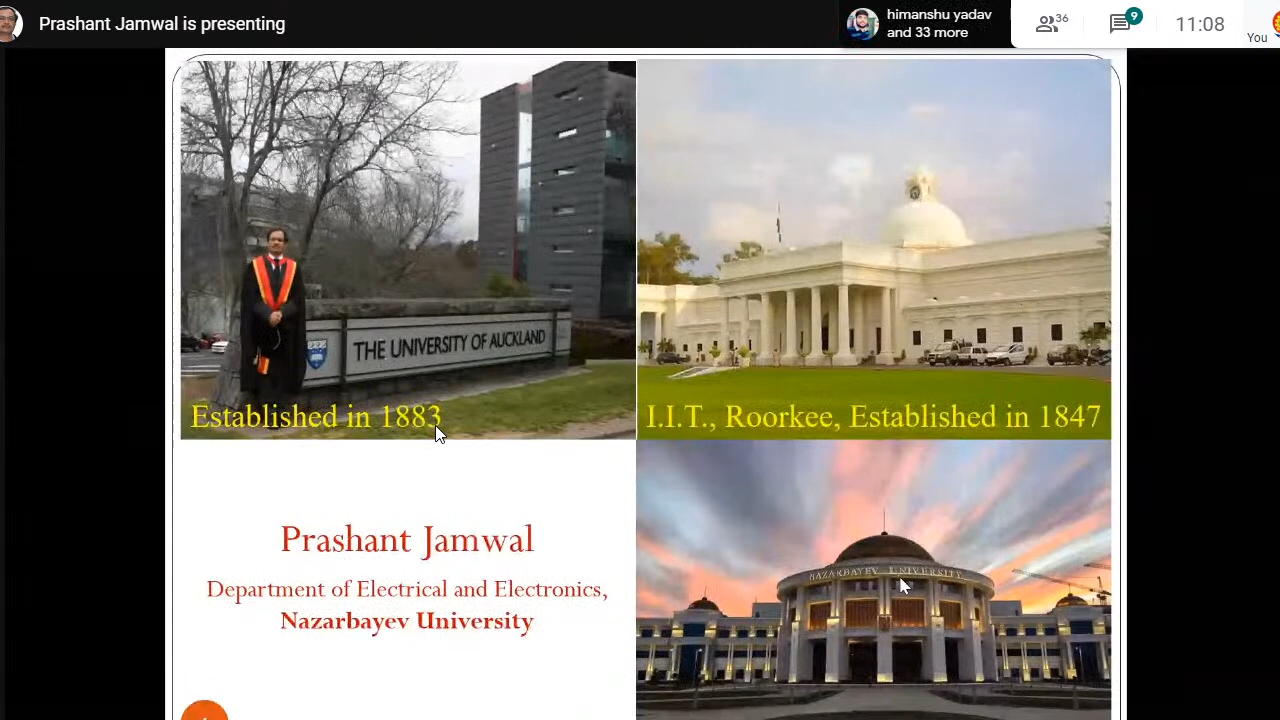 Prashant Jamwal is presenting
himanshu yadav
and 33 more
36
9
11:08
You
THE UNIVERSITY OF AUCKLAND
Established in 1883
I.I.T., Roorkee, Established in 1847
NAZARBAYEV UNIVERSITY
Prashant Jamwal
Department of Electrical and Electronics,
Nazarbayev University